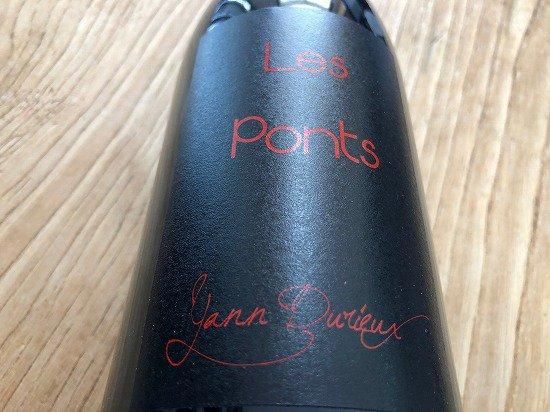 Les
Ponts
Yann Durieux